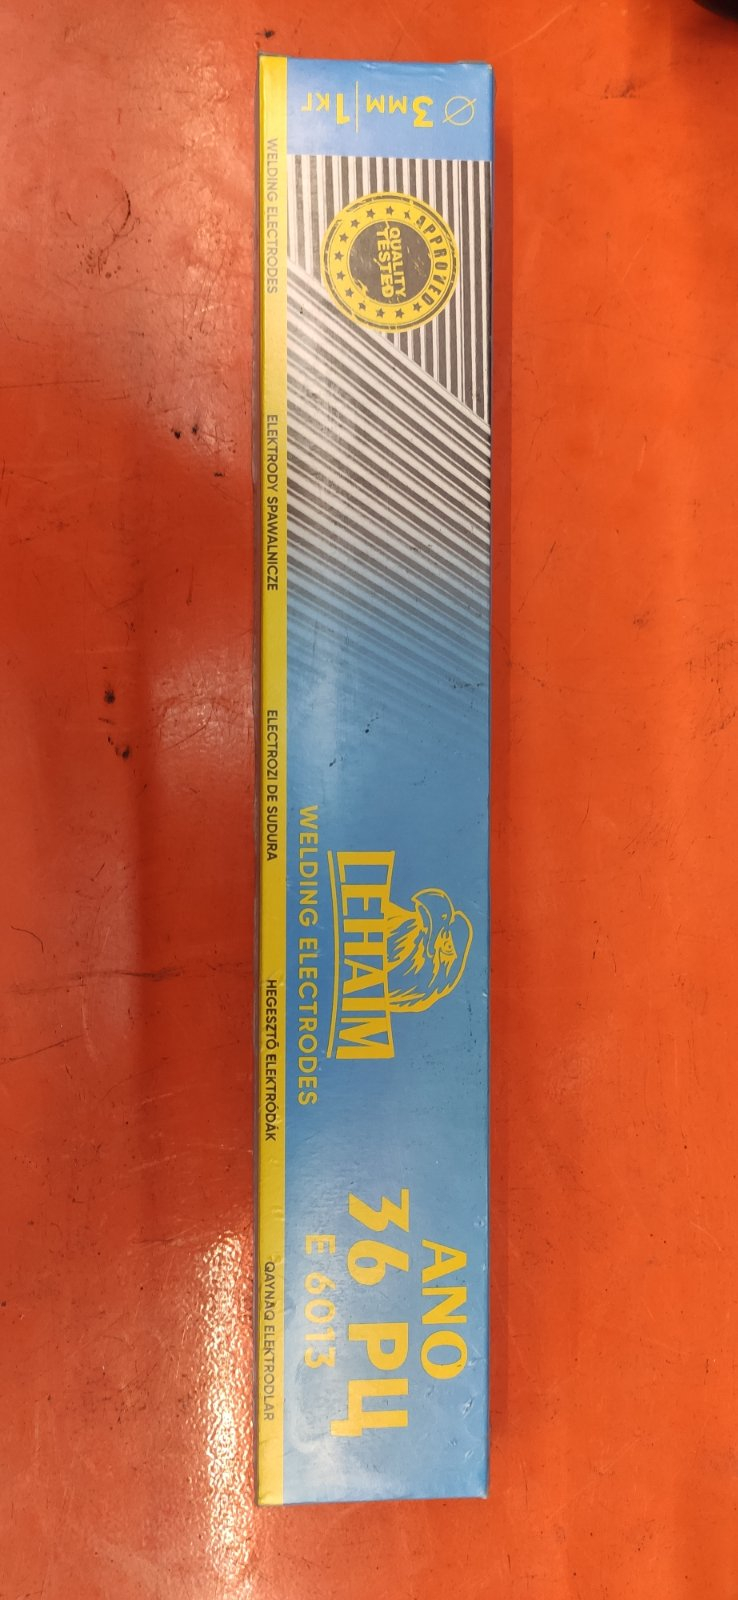 Ø 3мм | 1кг
APPROVED
QUALITY
TESTED
LEHAIM
WELDING ELECTRODES
ANO
36 РЦ
E 6013
WELDING ELECTRODES
ELEKTRODY SPAWALNICZE
ELECTROZI DE SUDURA
HEGESZTŐ ELEKTRÓDÁK
QAYNAQ ELEKTRODLAR